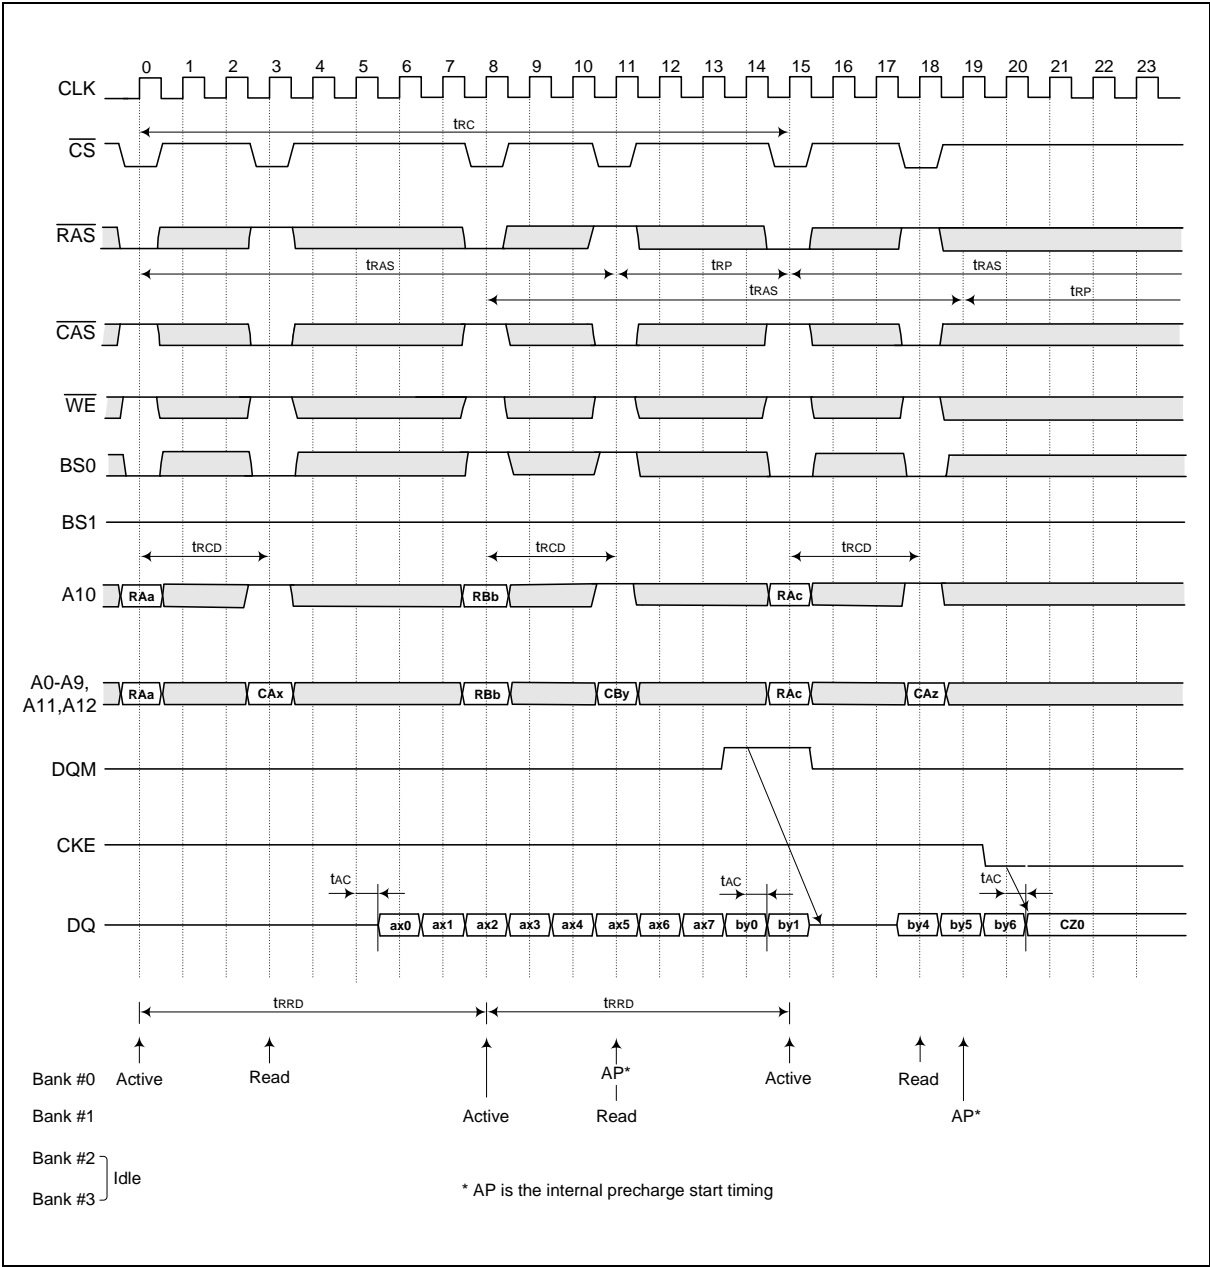 0 1 2 3 4 5 6 7 8 9 10 11 12 13 14 15 16 17 18 19 20 21 22 23
CLK
tRC
CS
RAS
tRAS tRP tRAS
tRAS tRP
CAS
WE
BS0
BS1
tRCD tRCD tRCD
A10 RAa RBb RAc
A0-A9,
A11,A12
RAa CAx RBb CBy RAc CAz
DQM
CKE
tAC tAC tAC
DQ ax0 ax1 ax2 ax3 ax4 ax5 ax6 ax7 by0 by1 by4 by5 by6 CZ0
tRRD tRRD
Bank #0 Active Read AP* Active Read
Bank #1 Active Read AP*
Bank #2
Idle
Bank #3
* AP is the internal precharge start timing